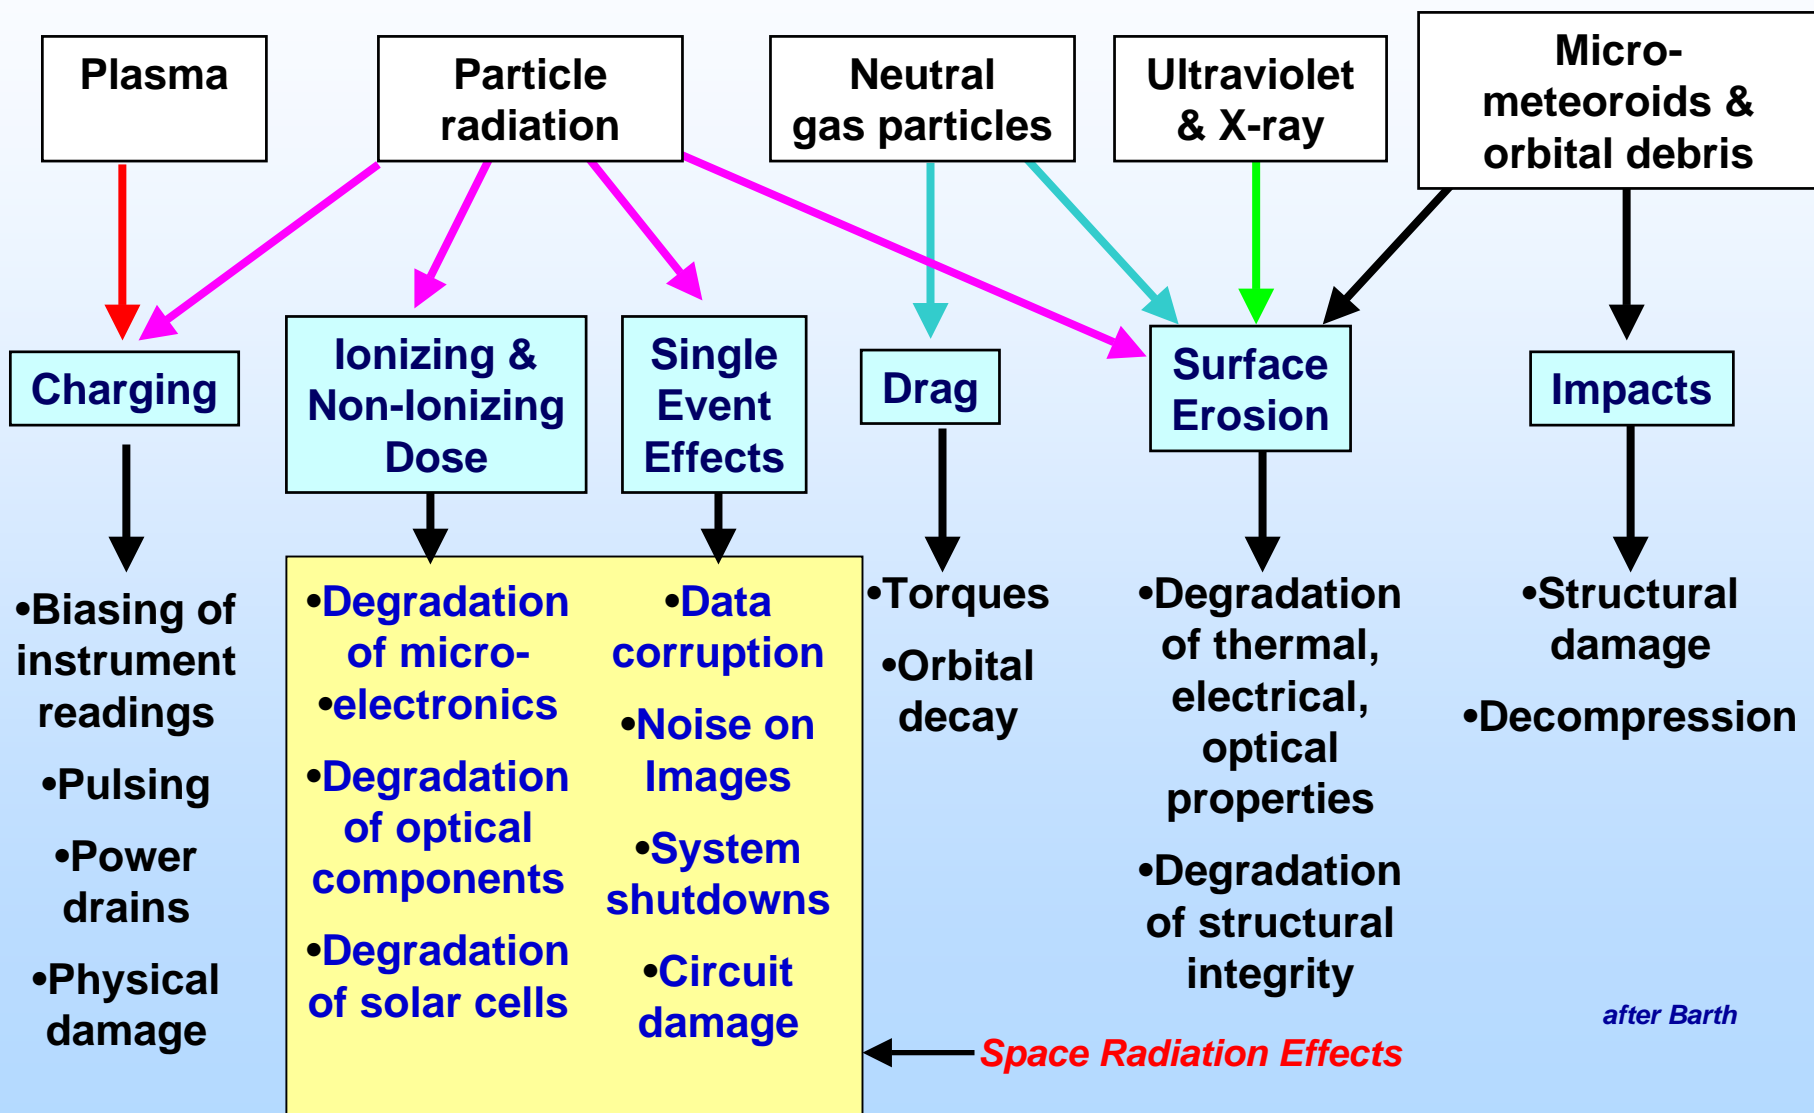 Plasma
Particle
radiation
Neutral
gas particles
Ultraviolet
& X-ray
Micro-
meteoroids &
orbital debris
Charging
Ionizing &
Non-Ionizing
Dose
Single
Event
Effects
Drag
Surface
Erosion
Impacts
•Biasing of
instrument
readings
•Pulsing
•Power
drains
•Physical
damage
•Degradation
of micro-
•electronics
•Degradation
of optical
components
•Degradation
of solar cells
•Data
corruption
•Noise on
Images
•System
shutdowns
•Circuit
damage
•Torques
•Orbital
decay
•Degradation
of thermal,
electrical,
optical
properties
•Degradation
of structural
integrity
•Structural
damage
•Decompression
after Barth
Space Radiation Effects